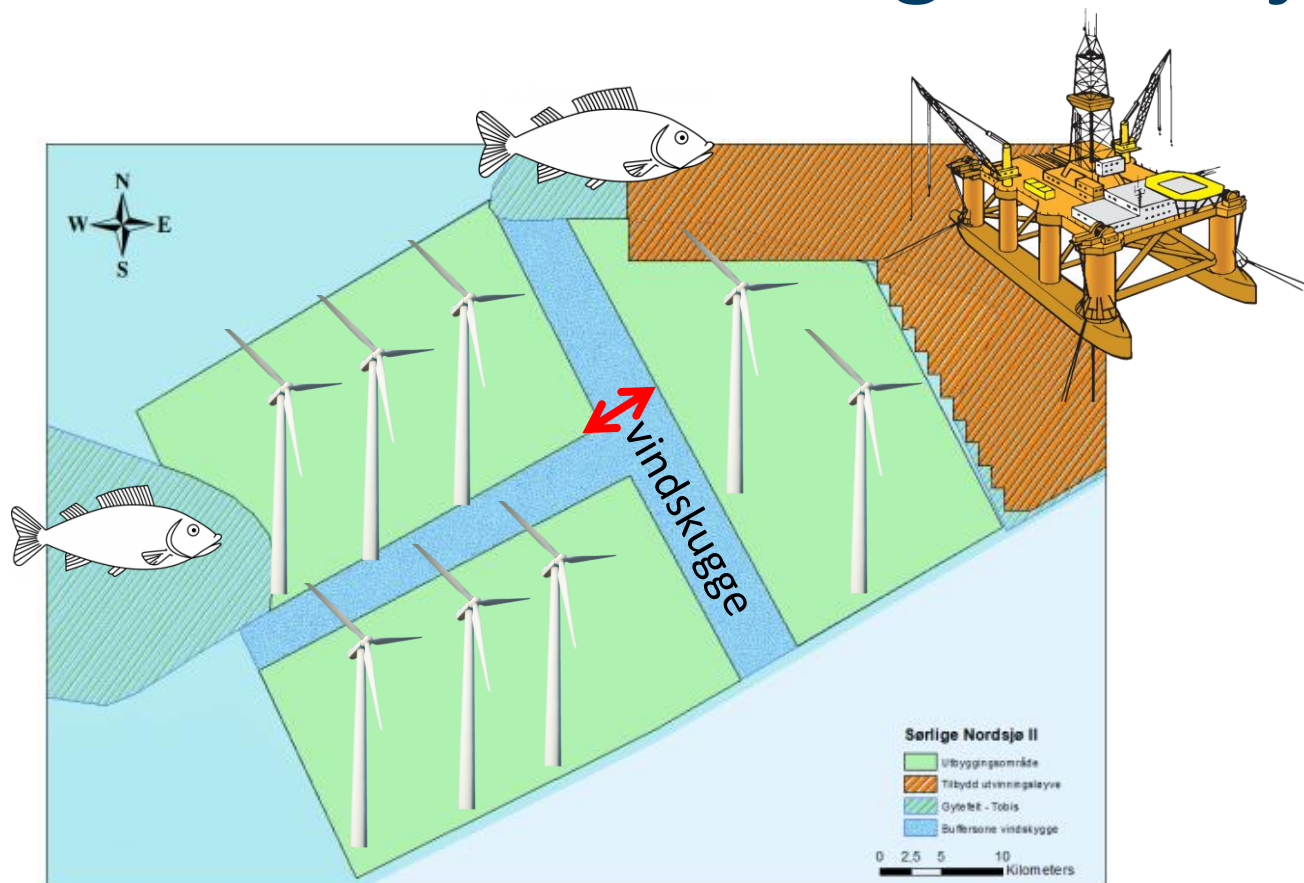 N
W E
S
vindskugge
Sørlige Nordsjø II
Utbyggingsområde
Tilbydd utvinningsløyve
Gytefelt - Tobis
Buffersone vindskygge
0 2,5 5 10
Kilometers